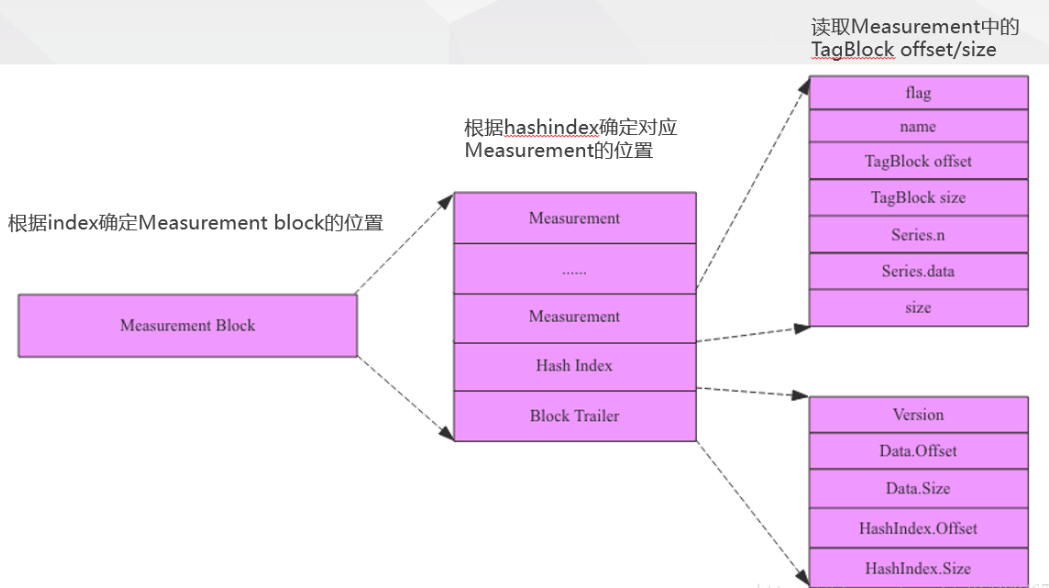 读取Measurement中的
TagBlock offset/size
根据hashindex确定对应
Measurement的位置
根据index确定Measurement block的位置
Measurement Block
Measurement
......
Measurement
Hash Index
Block Trailer
flag
name
TagBlock offset
TagBlock size
Series.n
Series.data
size
Version
Data.Offset
Data.Size
HashIndex.Offset
HashIndex.Size